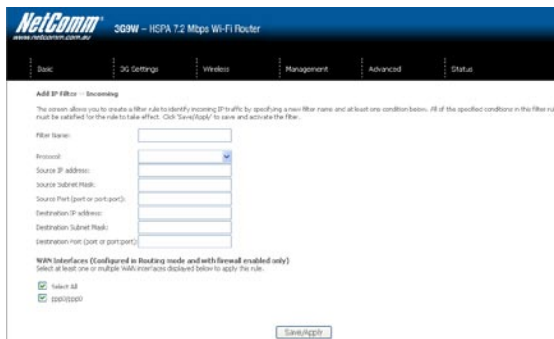 NetComm®
www.netcomm.com.au
3G9W – HSPA 7.2 Mbps Wi-Fi Router
Basic
3G Settings
Wireless
Management
Advanced
Status
Add IP Filter -- Incoming
The screen allows you to create a filter rule to identify incoming IP traffic by specifying a new filter name and at least one condition below. All of the specified conditions in this filter ru
must be satisfied for the rule to take effect. Click 'Save/Apply' to save and activate the filter.
Filter Name:
Protocol:
Source IP address:
Source Subnet Mask:
Source Port (port or port:port):
Destination IP address:
Destination Subnet Mask:
Destination Port (port or port:port):
WAN Interfaces (Configured in Routing mode and with firewall enabled only)
Select at least one or multiple WAN interfaces displayed below to apply this rule.
Select All
ppp0/ppp0
Save/Apply